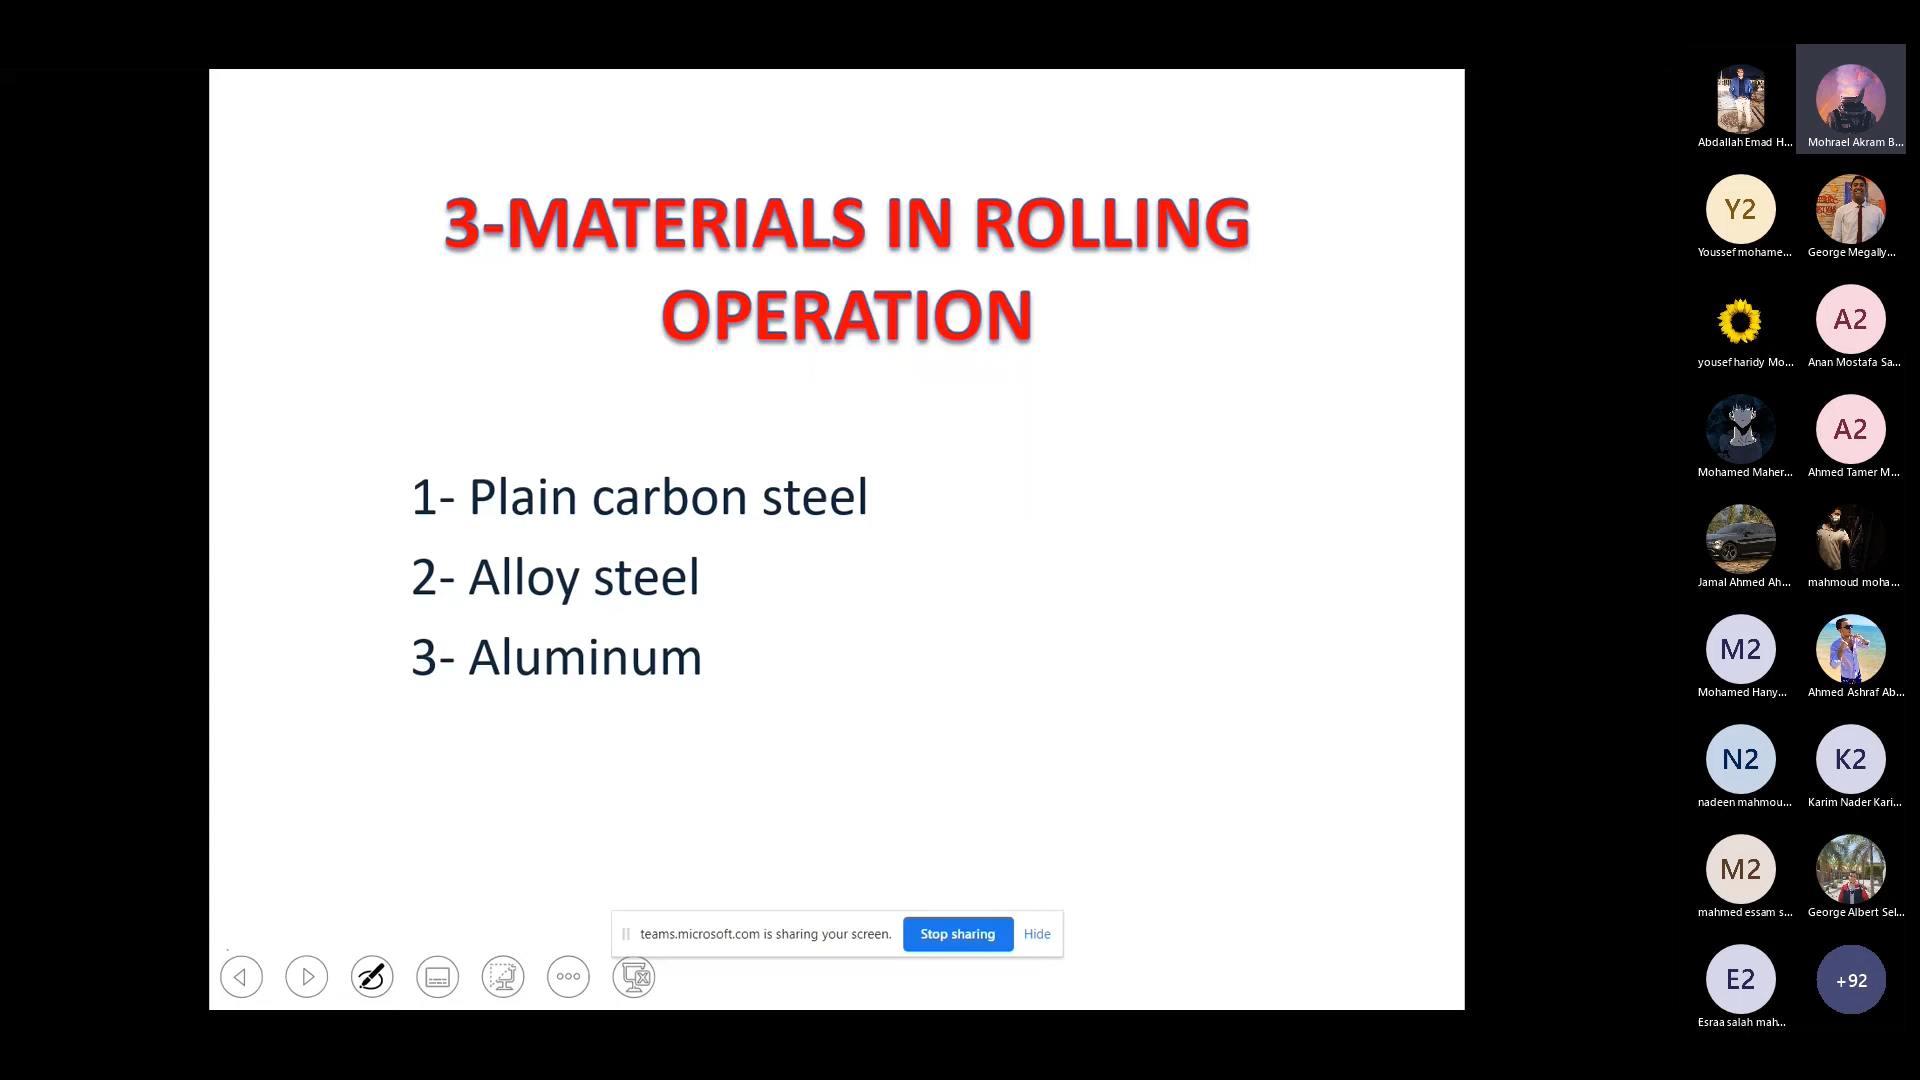 3-MATERIALS IN ROLLING
OPERATION
1- Plain carbon steel
2- Alloy steel
3- Aluminum
teams.microsoft.com is sharing your screen.
Stop sharing
Hide
Abdallah Emad H...
Mohrael Akram B...
Y2
Youssef mohame...
George Megally...
yousef haridy Mo...
A2
Anan Mostafa Sa...
Mohamed Maher...
A2
Ahmed Tamer M...
Jamal Ahmed Ah...
mahmoud moha...
M2
Mohamed Hany...
Ahmed Ashraf Ab...
N2
nadeen mahmou...
K2
Karim Nader Kari...
M2
mahmed essam s...
George Albert Sel...
E2
Esraa salah mah...
+92